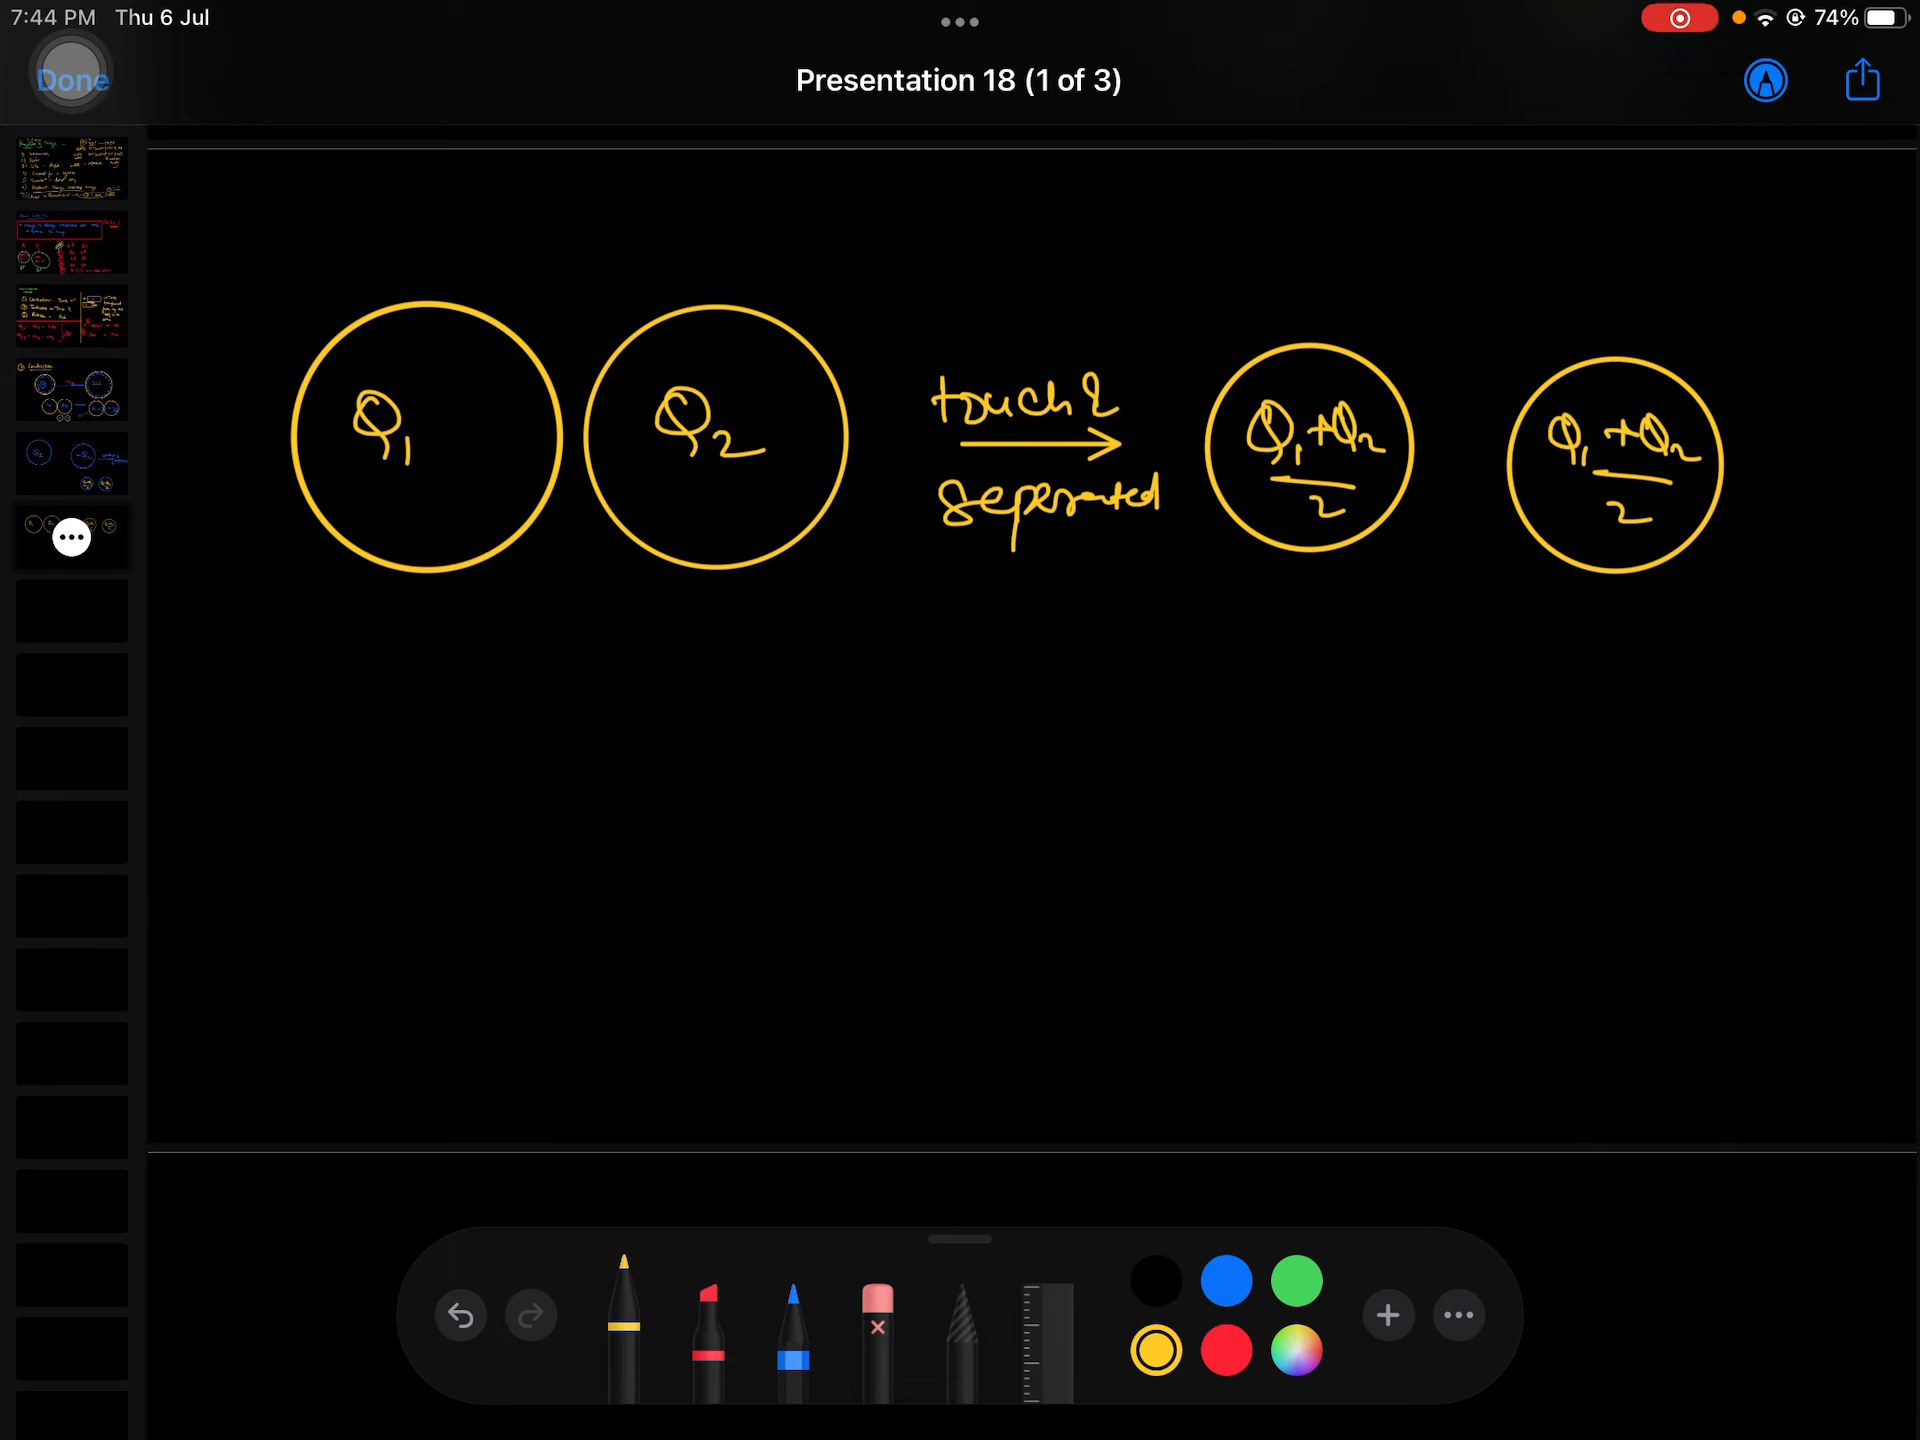 7:44 PM Thu 6 Jul
74%
Done
Presentation 18 (1 of 3)
Q1
Q2
touch &
seperated
Q1+Q2
2
Q1+Q2
2